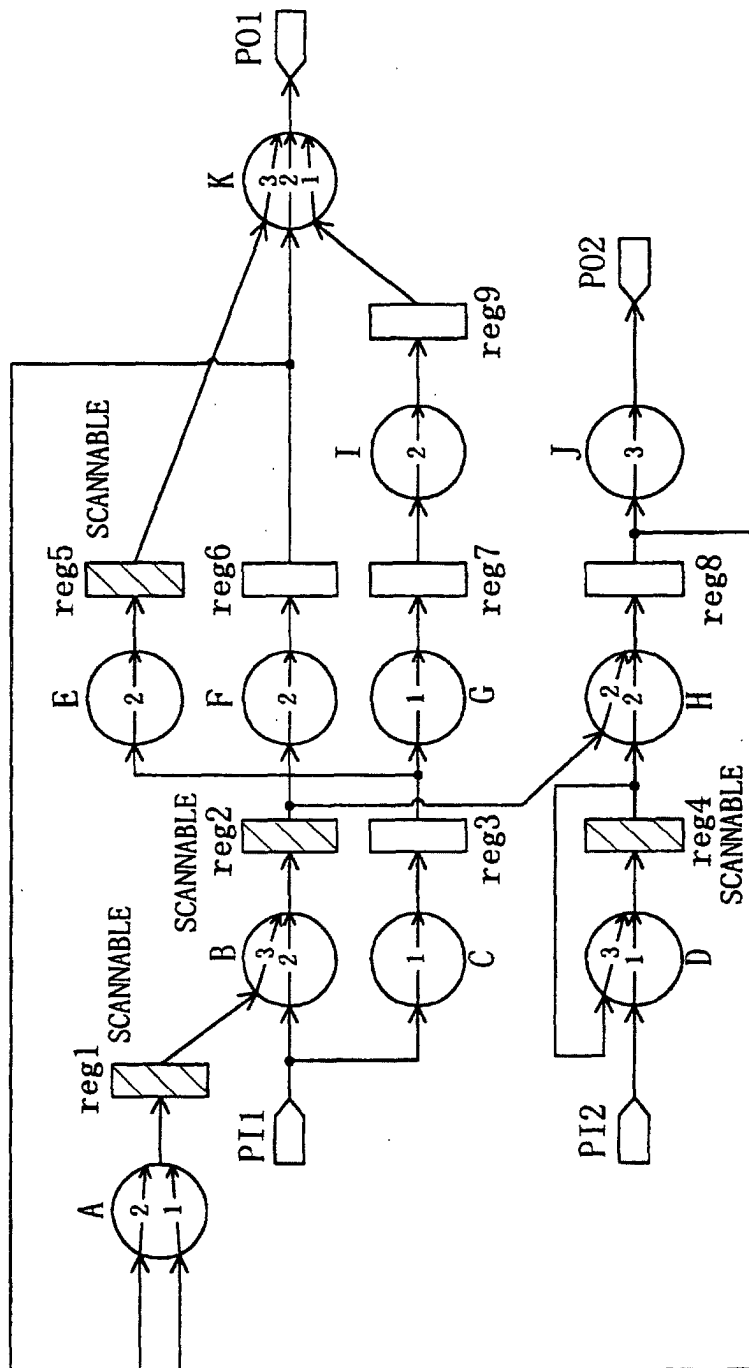 PO1
K
3
2
1
reg9
PO2
I
2
J
3
SCANNABLE
reg5
reg6
reg7
reg8
E
2
F
2
G
1
H
2
2
SCANNABLE
reg2
reg3
reg4
SCANNABLE
SCANNABLE
B
3
2
C
1
D
3
1
reg1
PI1
PI2
A
2
1